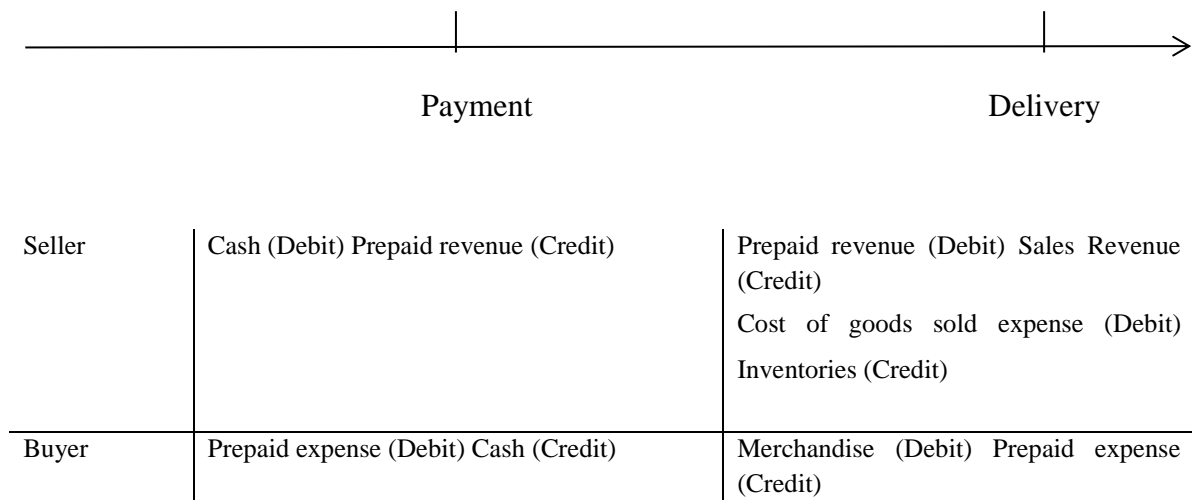 Payment Delivery
Seller Cash (Debit) Prepaid revenue (Credit) Prepaid revenue (Debit) Sales Revenue
(Credit)
Cost of goods sold expense (Debit)
Inventories (Credit)
Buyer Prepaid expense (Debit) Cash (Credit) Merchandise (Debit) Prepaid expense
(Credit)